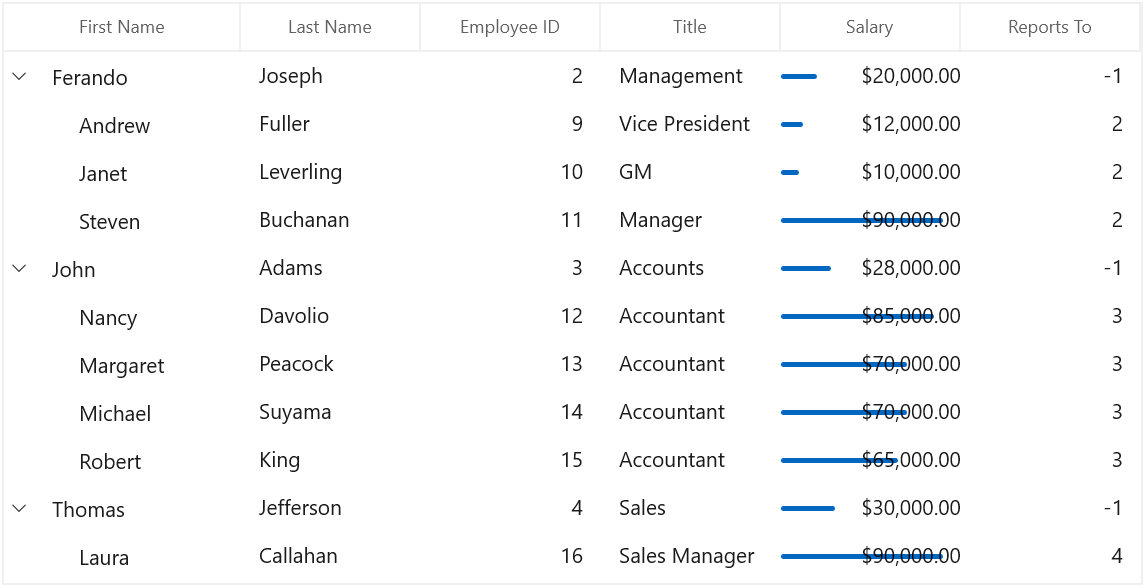 First Name Last Name Employee ID Title Salary Reports To
Ferando Joseph 2 Management $20,000.00 -1
Andrew Fuller 9 Vice President $12,000.00 2
Janet Leverling 10 GM $10,000.00 2
Steven Buchanan 11 Manager $90,000.00 2
John Adams 3 Accounts $28,000.00 -1
Nancy Davolio 12 Accountant $85,000.00 3
Margaret Peacock 13 Accountant $70,000.00 3
Michael Suyama 14 Accountant $70,000.00 3
Robert King 15 Accountant $65,000.00 3
Thomas Jefferson 4 Sales $30,000.00 -1
Laura Callahan 16 Sales Manager $90,000.00 4